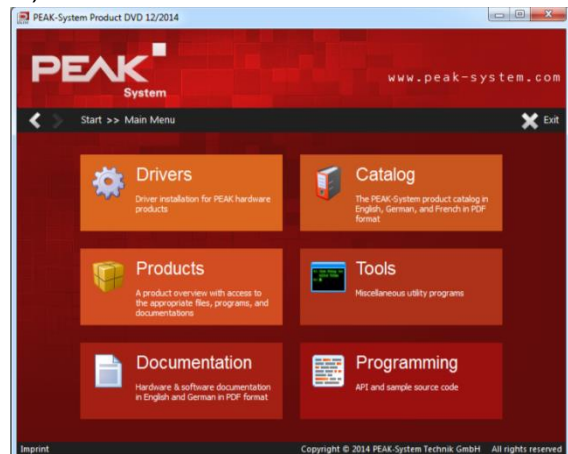 PEAK-System Product DVD 12/2014
PEAK
System
www.peak-system.com
Start >> Main Menu
Exit
Drivers
Driver installation for PEAK hardware
products
Catalog
The PEAK-System product catalog in
English, German, and French in PDF
format
Products
A product overview with access to
the appropriate files, programs, and
documentations
Tools
Miscellaneous utility programs
Documentation
Hardware & software documentation
in English and German in PDF format
Programming
API and sample source code
Imprint
Copyright © 2014 PEAK-System Technik GmbH All rights reserved